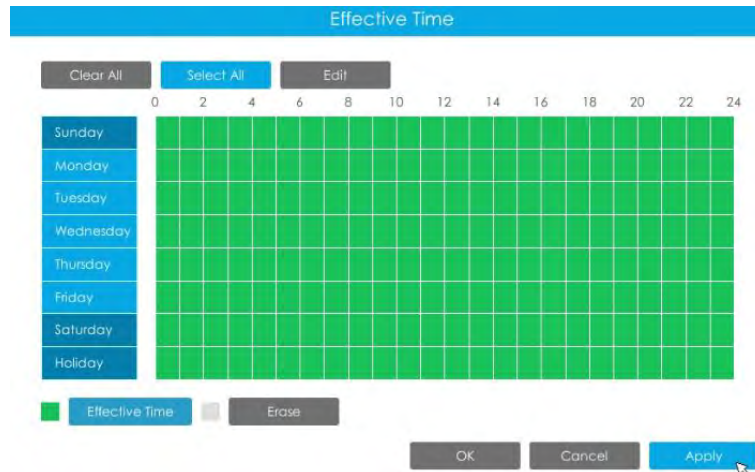 Effective Time
Clear All Select All Edit
0 2 4 6 8 10 12 14 16 18 20 22 24
Sunday
Monday
Tuesday
Wednesday
Thursday
Friday
Saturday
Holiday
Effective Time Erase
OK Cancel Apply